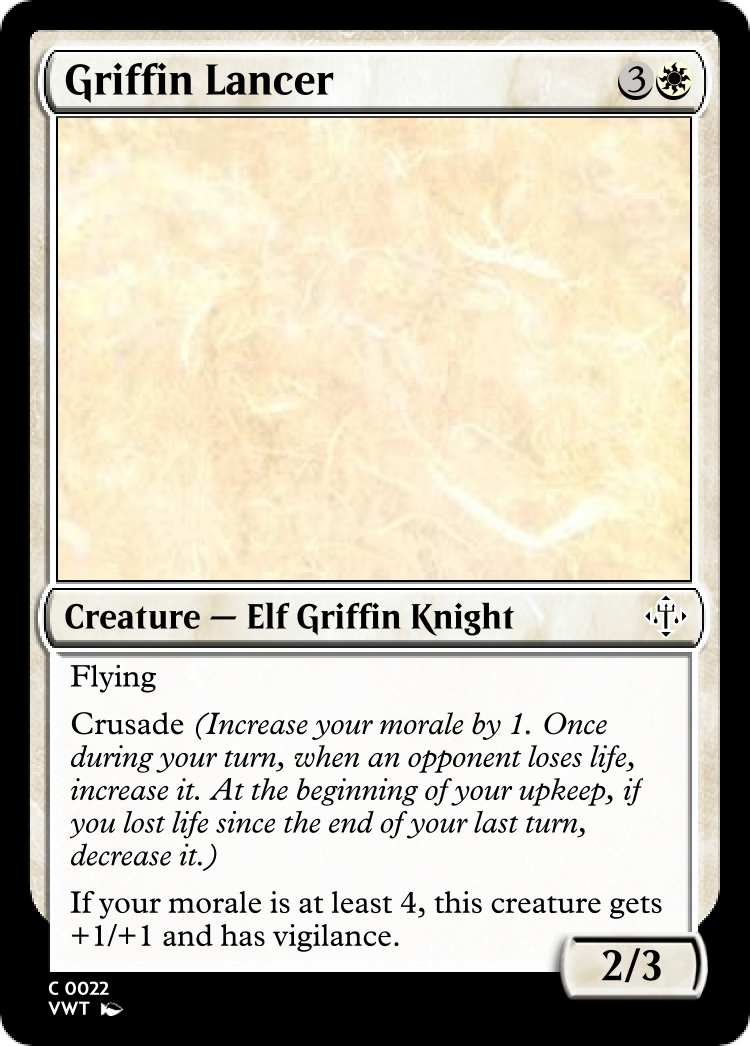 Griffin Lancer 3
Creature — Elf Griffin Knight
Flying
Crusade (Increase your morale by 1. Once
during your turn, when an opponent loses life,
increase it. At the beginning of your upkeep, if
you lost life since the end of your last turn,
decrease it.)
If your morale is at least 4, this creature gets
+1/+1 and has vigilance.
2/3
C 0022
VWT